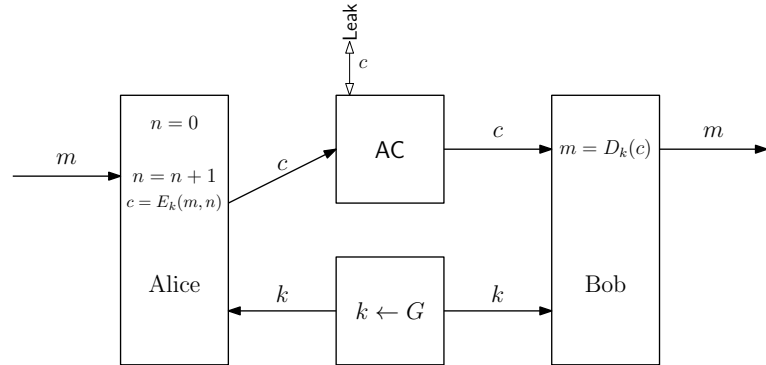 Leak
c
n = 0
m
n = n + 1
c = E_k(m, n)
c
AC
c
m = D_k(c)
m
Alice
k
k ← G
k
Bob